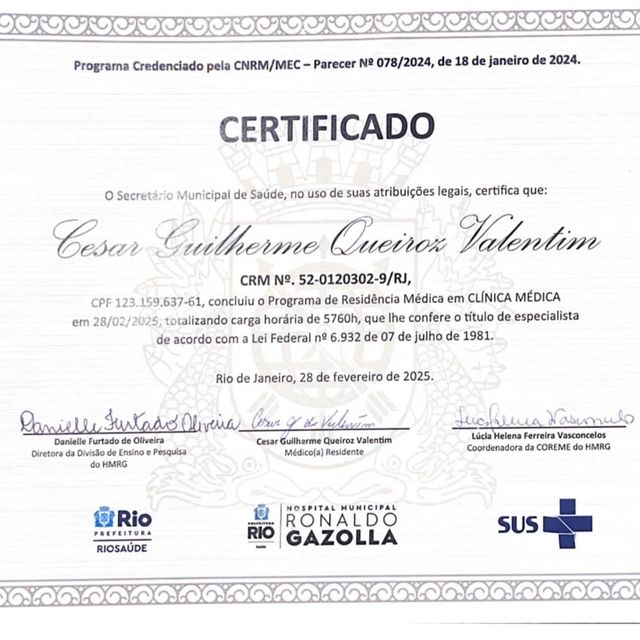 Programa Credenciado pela CNRM/MEC – Parecer Nº 078/2024, de 18 de janeiro de 2024.
CERTIFICADO
O Secretário Municipal de Saúde, no uso de suas atribuições legais, certifica que:
Cesar Guilherme Queiroz Valentim
CRM Nº. 52-0120302-9/RJ,
CPF 123.159.637-61, concluiu o Programa de Residência Médica em CLÍNICA MÉDICA
em 28/02/2025, totalizando carga horária de 5760h, que lhe confere o título de especialista
de acordo com a Lei Federal nº 6.932 de 07 de julho de 1981.
Rio de Janeiro, 28 de fevereiro de 2025.
Danielle Furtado Oliveira
Danielle Furtado de Oliveira
Diretora da Divisão de Ensino e Pesquisa
do HMRG
Cesar Guilherme Queiroz Valentim
Médico(a) Residente
Lúcia Helena Ferreira Vasconcelos
Coordenadora da COREME do HMRG
Rio
PREFEITURA
RIOSAÚDE
PREFEITURA
RIO
Saúde
HOSPITAL MUNICIPAL
RONALDO
GAZOLLA
SUS